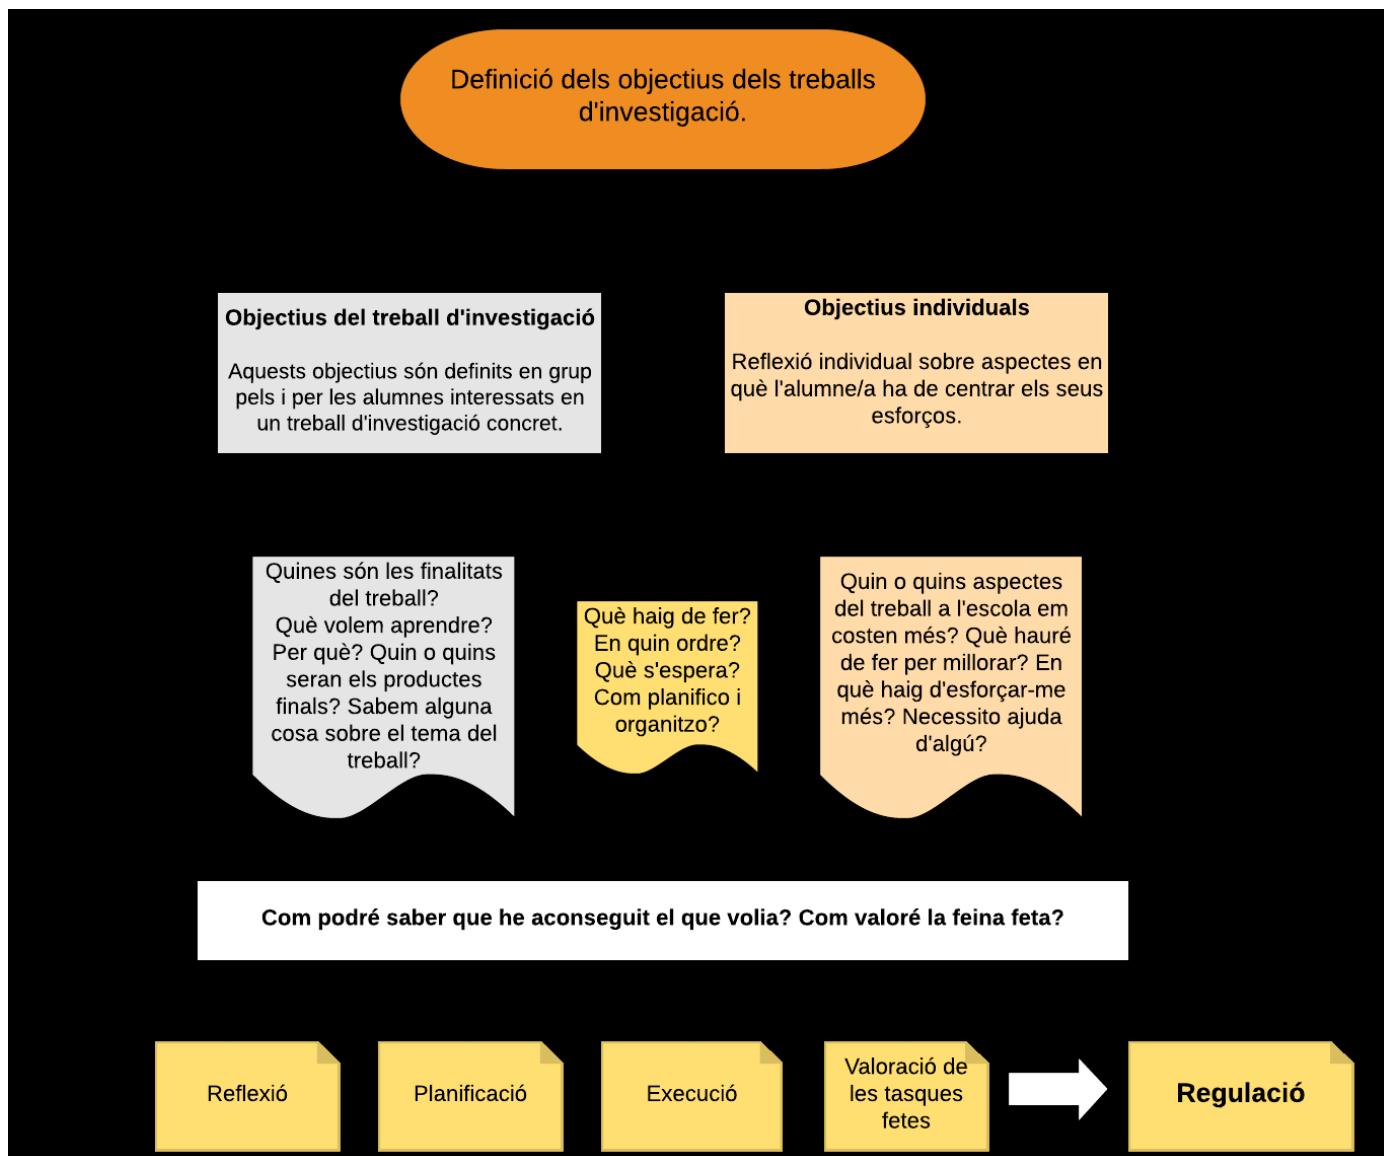 Definició dels objectius dels treballs
d'investigació.
Objectius del treball d'investigació
Aquests objectius són definits en grup
pels i per les alumnes interessats en
un treball d'investigació concret.
Objectius individuals
Reflexió individual sobre aspectes en
què l'alumne/a ha de centrar els seus
esforços.
Quines són les finalitats
del treball?
Què volem aprendre?
Per què? Quin o quins
seran els productes
finals? Sabem alguna
cosa sobre el tema del
treball?
Què haig de fer?
En quin ordre?
Què s'espera?
Com planifico i
organitzo?
Quin o quins aspectes
del treball a l'escola em
costen més? Què hauré
de fer per millorar? En
què haig d'esforçar-me
més? Necessito ajuda
d'algú?
Com podré saber que he aconseguit el que volia? Com valoré la feina feta?
Reflexió
Planificació
Execució
Valoració de
les tasques
fetes
Regulació